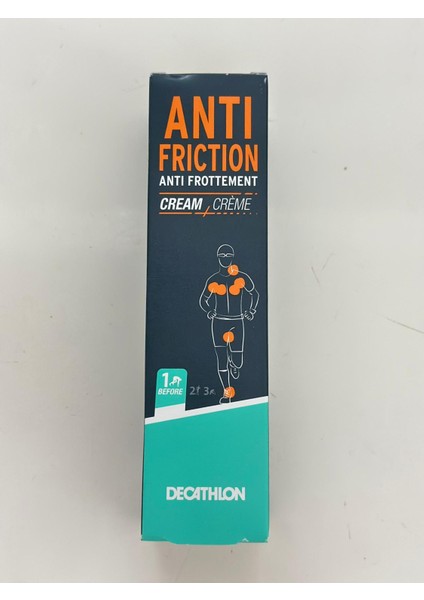 ANTI
FRICTION
ANTI FROTTEMENT
CREAM / CRÈME
1
BEFORE
2
3
DECATHLON